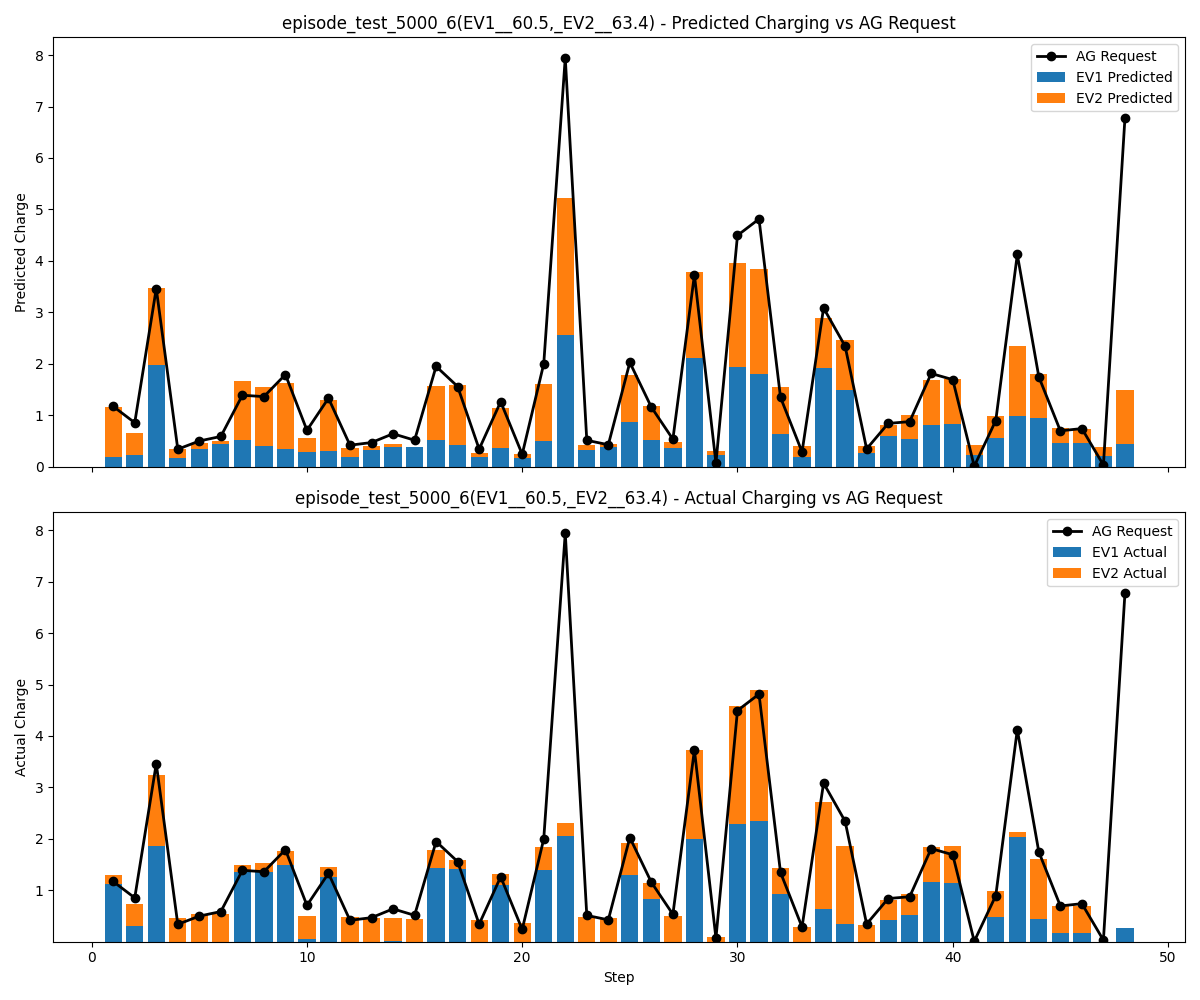 episode_test_5000_6(EV1__60.5,_EV2__63.4) - Predicted Charging vs AG Request
8
7
6
5
4
3
2
1
0
Predicted Charge
AG Request
EV1 Predicted
EV2 Predicted
episode_test_5000_6(EV1__60.5,_EV2__63.4) - Actual Charging vs AG Request
8
7
6
5
4
3
2
1
Actual Charge
AG Request
EV1 Actual
EV2 Actual
0
10
20
30
40
50
Step